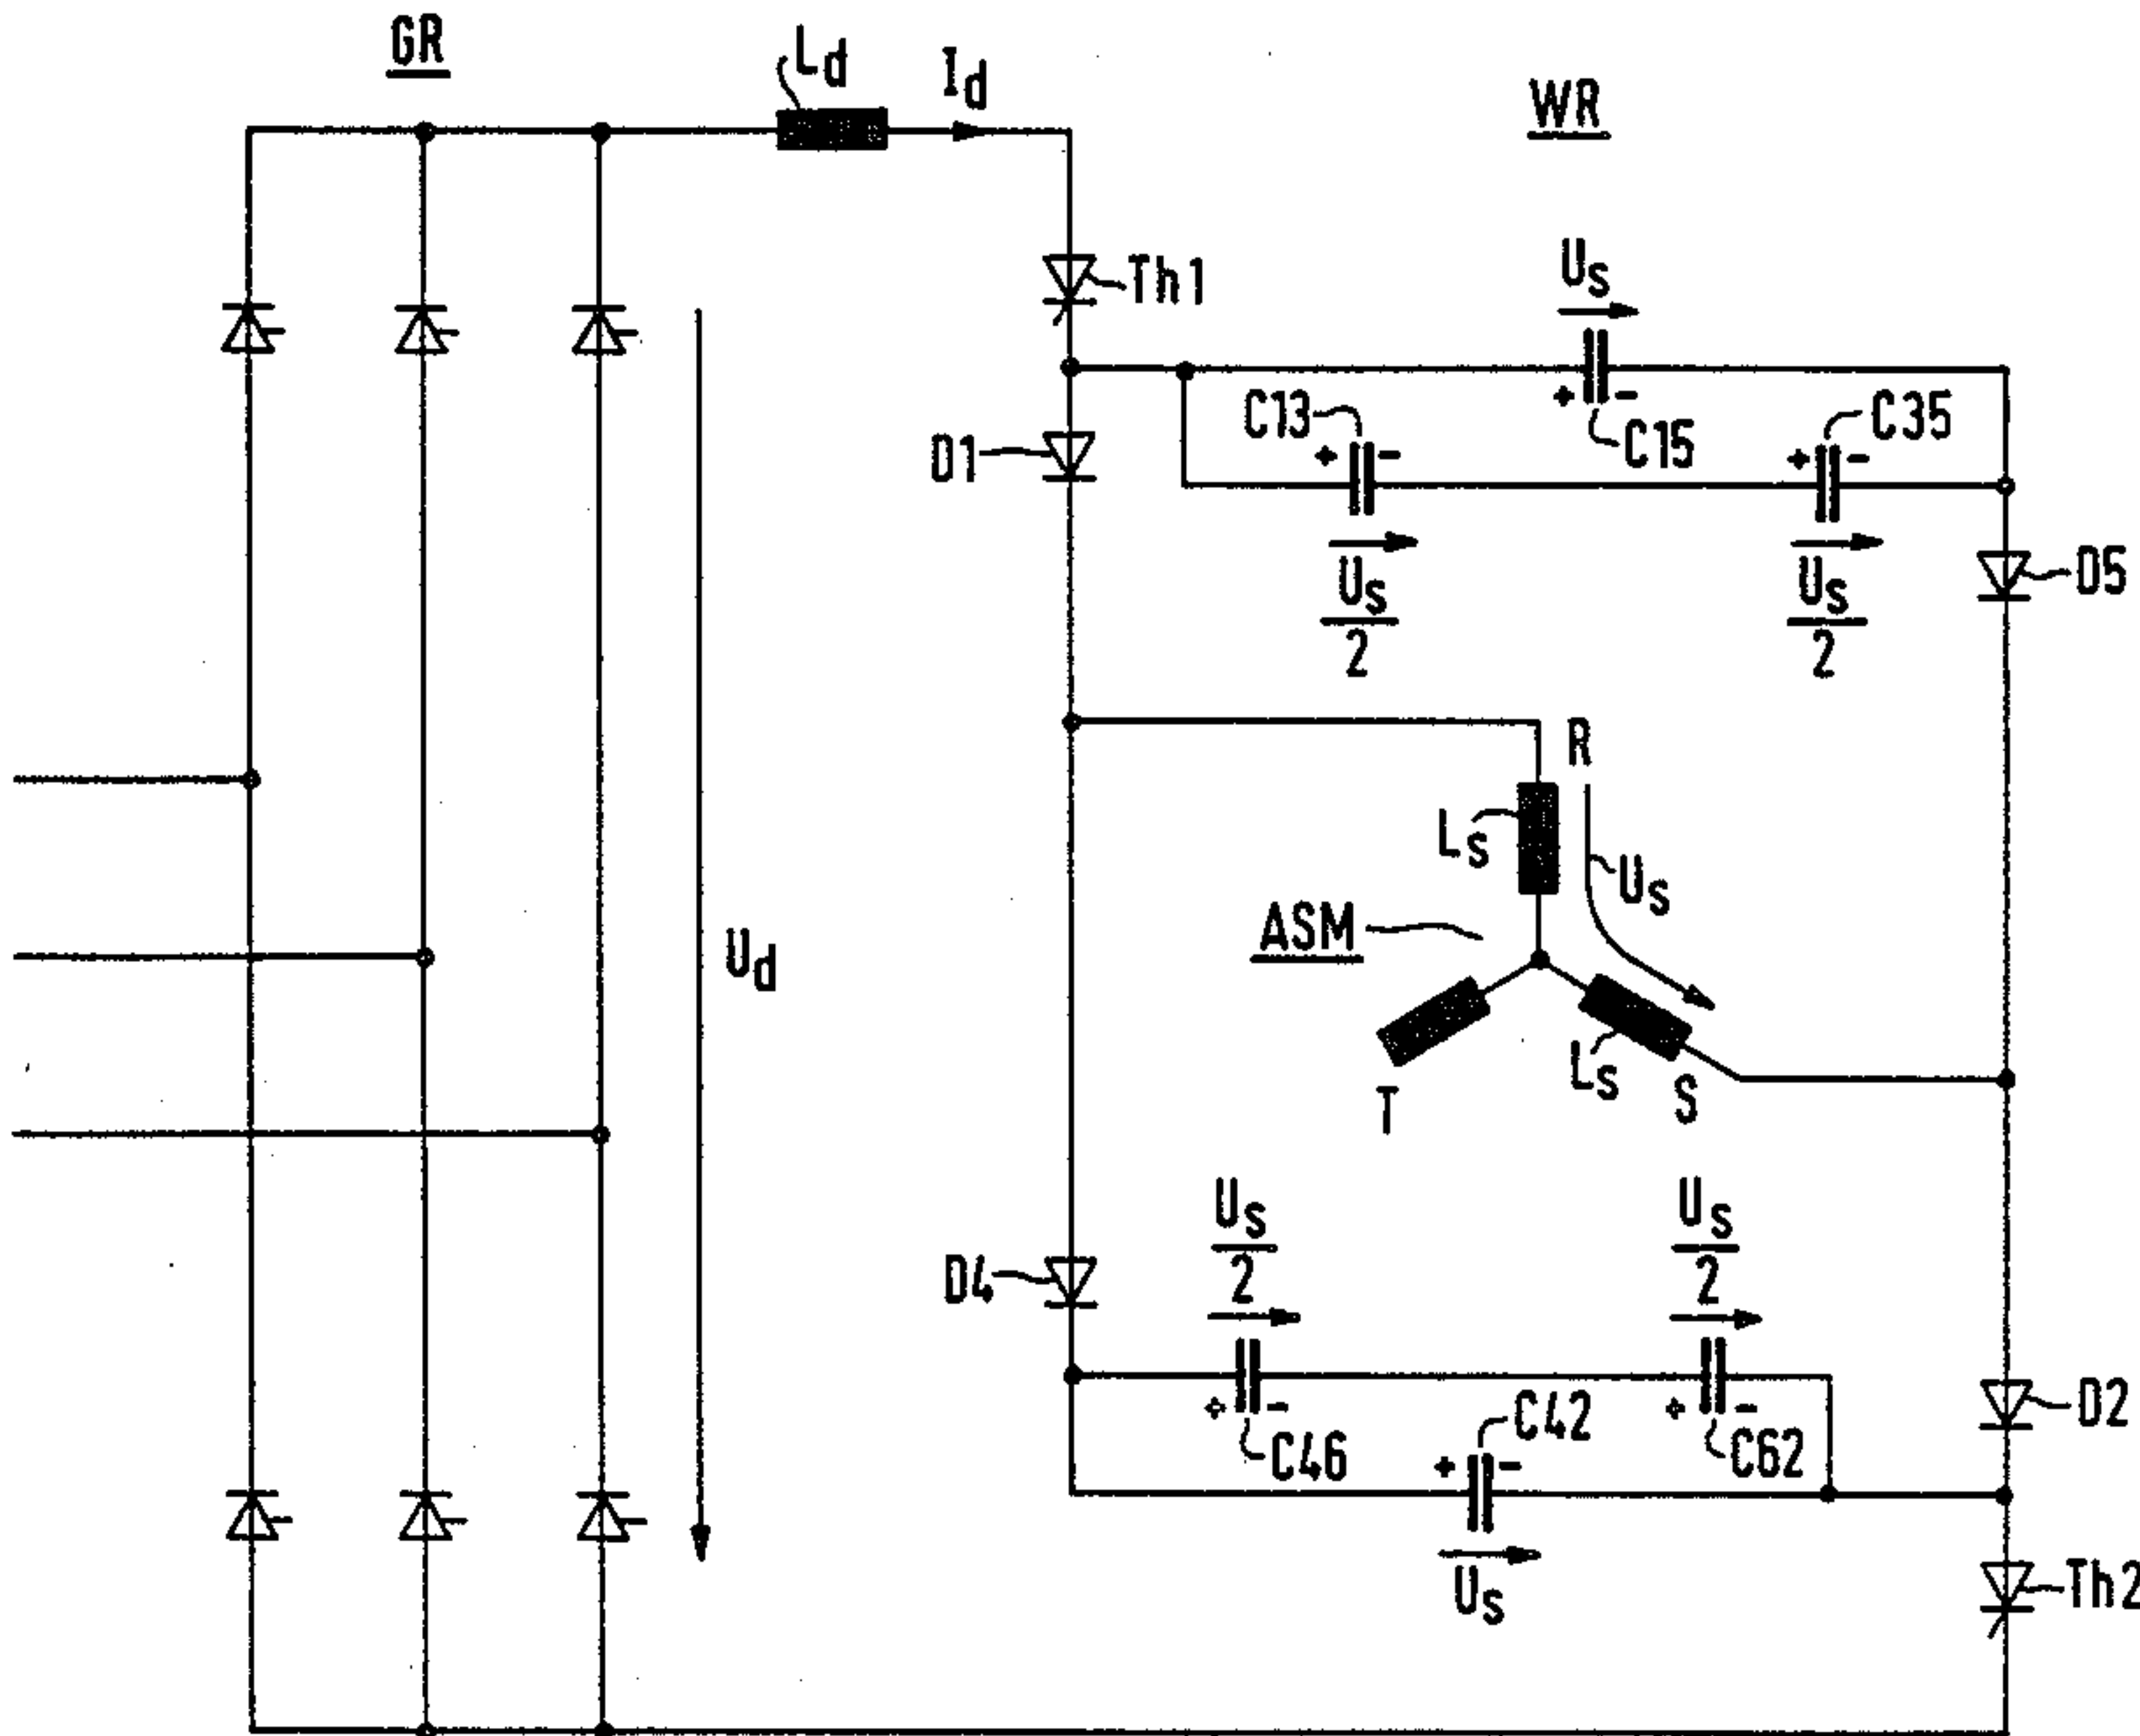 GR
Ld
Id
WR
Th1
Us
+ -
C15
C13
+ -
C35
+ -
D1
Us
2
Us
2
D5
R
Ls
Us
ASM
Ud
Ls
S
T
Us
2
Us
2
D4
+ -
C46
C42
+ -
+ -
C62
D2
Us
Th2